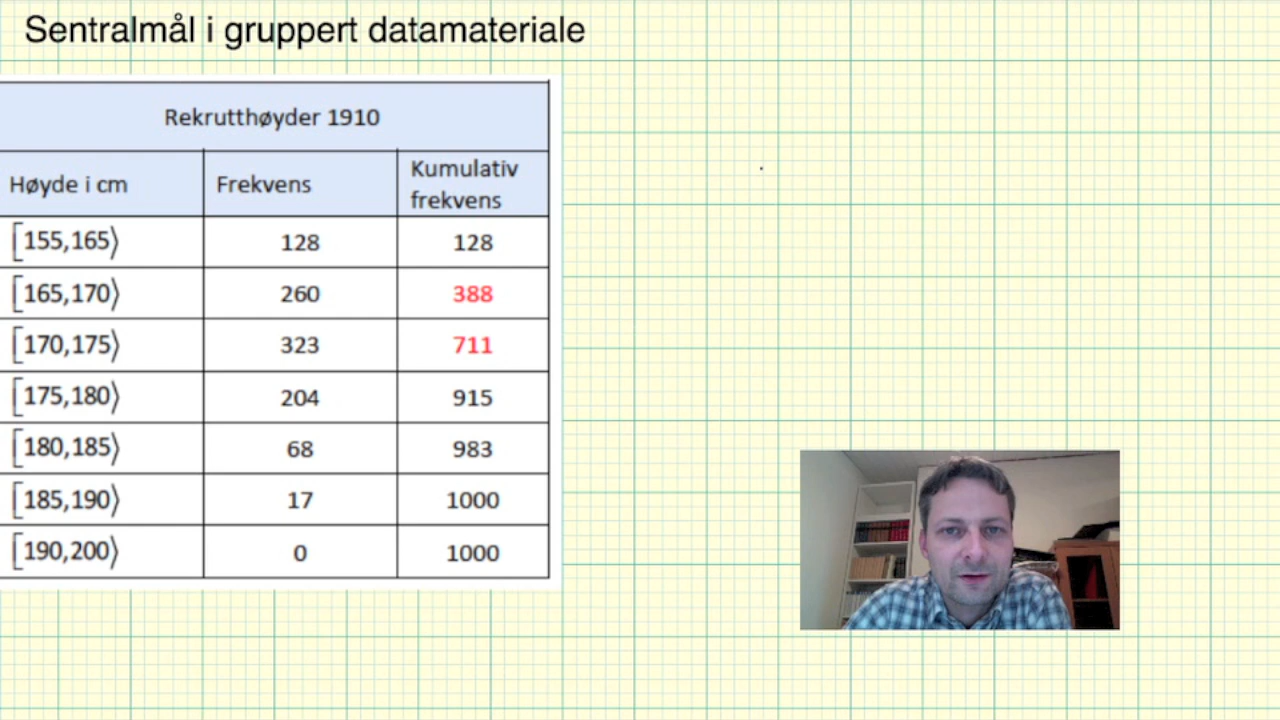 Sentralmål i gruppert datamateriale
Rekrutthøyder 1910
Høyde i cm Frekvens Kumulativ frekvens
[155,165⟩ 128 128
[165,170⟩ 260 388
[170,175⟩ 323 711
[175,180⟩ 204 915
[180,185⟩ 68 983
[185,190⟩ 17 1000
[190,200⟩ 0 1000